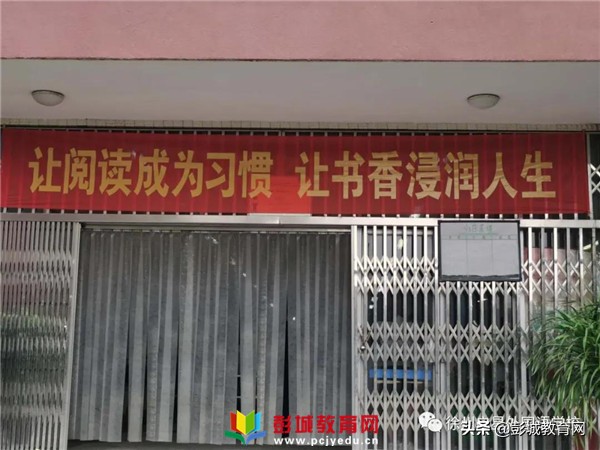 让阅读成为习惯 让书香浸润人生
彭城教育网
www.pcjyedu.cn
头条 @彭城教育网